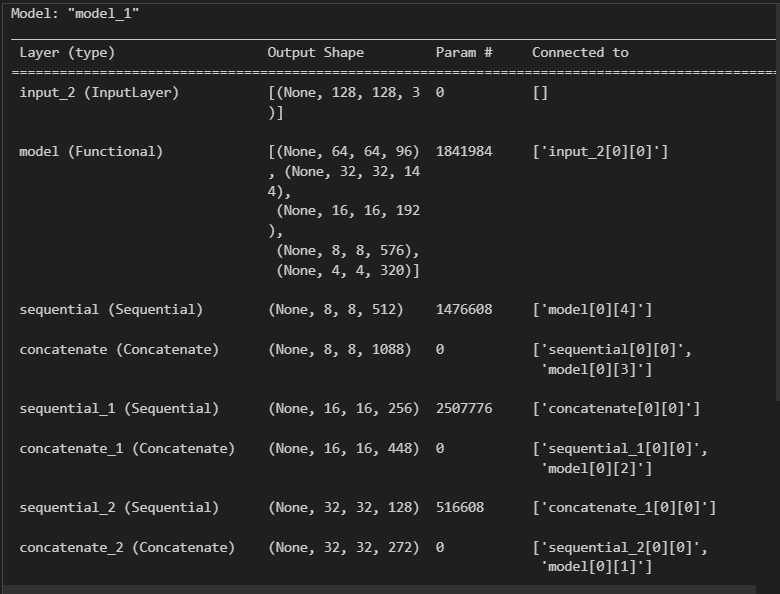 Model: "model_1"
Layer (type) Output Shape Param # Connected to
input_2 (InputLayer) [(None, 128, 128, 3 0 []
)]
model (Functional) [(None, 64, 64, 96) 1841984 ['input_2[0][0]']
, (None, 32, 32, 14
4),
(None, 16, 16, 192
),
(None, 8, 8, 576),
(None, 4, 4, 320)]
sequential (Sequential) (None, 8, 8, 512) 1476608 ['model[0][4]']
concatenate (Concatenate) (None, 8, 8, 1088) 0 ['sequential[0][0]',
'model[0][3]']
sequential_1 (Sequential) (None, 16, 16, 256) 2507776 ['concatenate[0][0]']
concatenate_1 (Concatenate) (None, 16, 16, 448) 0 ['sequential_1[0][0]',
'model[0][2]']
sequential_2 (Sequential) (None, 32, 32, 128) 516608 ['concatenate_1[0][0]']
concatenate_2 (Concatenate) (None, 32, 32, 272) 0 ['sequential_2[0][0]',
'model[0][1]']